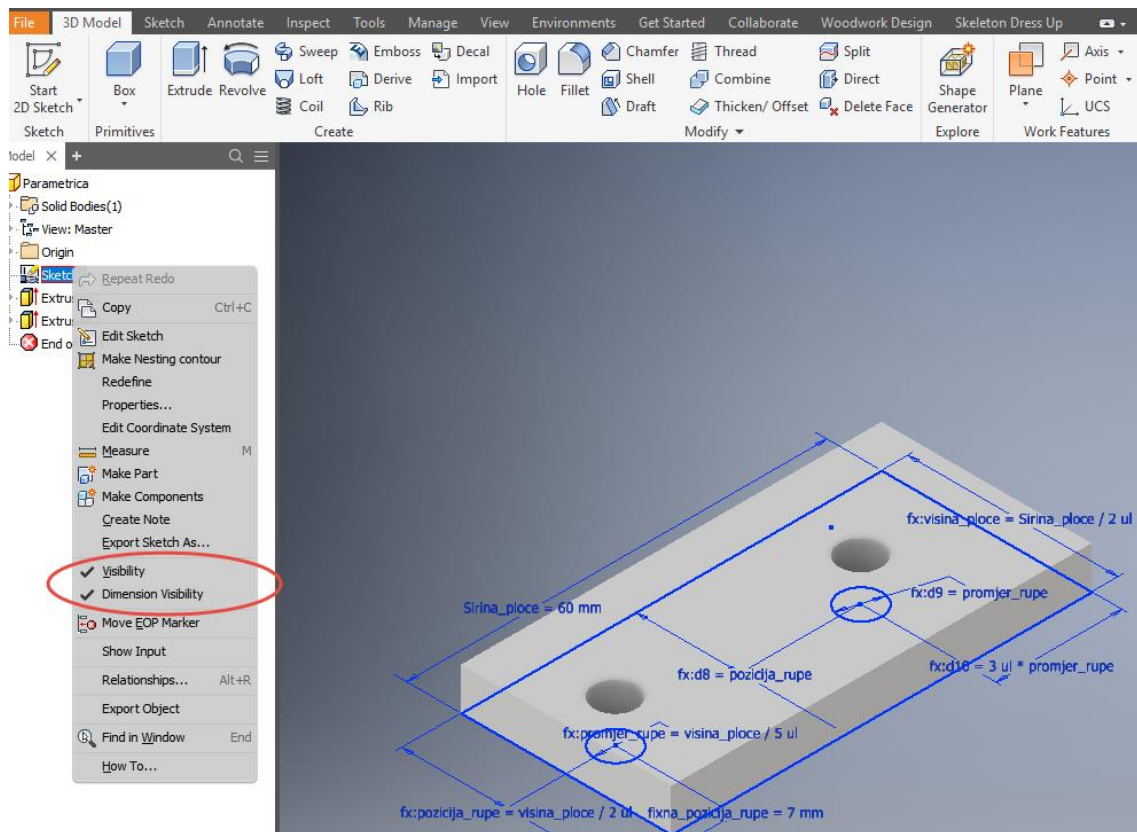 File 3D Model Sketch Annotate Inspect Tools Manage View Environments Get Started Collaborate Woodwork Design Skeleton Dress Up
Start
2D Sketch
Sketch
Box
Primitives
Extrude Revolve
Sweep Emboss Decal
Loft Derive Import
Coil Rib
Create
Hole Fillet
Chamfer Thread Split
Shell Combine Direct
Draft Thicken/ Offset Delete Face
Modify
Shape
Generator
Explore
Plane
Axis
Point
UCS
Work Features
Parametrica
Solid Bodies(1)
View: Master
Origin
Repeat Redo
Copy Ctrl+C
Edit Sketch
Make Nesting contour
Redefine
Properties...
Edit Coordinate System
Measure M
Make Part
Make Components
Create Note
Export Sketch As...
Visibility
Dimension Visibility
Move EOP Marker
Show Input
Relationships... Alt+R
Export Object
Find in Window End
How To...
fx:visina_ploce = Sirina_ploce / 2 ul
Sirina_ploce = 60 mm
fx:d9 = promjer_rupe
fx:d10 = 3 ul * promjer_rupe
fx:d8 = pozicija_rupe
fx:promjer_rupe = visina_ploce / 5 ul
fx:pozicija_rupe = visina_ploce / 2 ul
fixna_pozicija_rupe = 7 mm